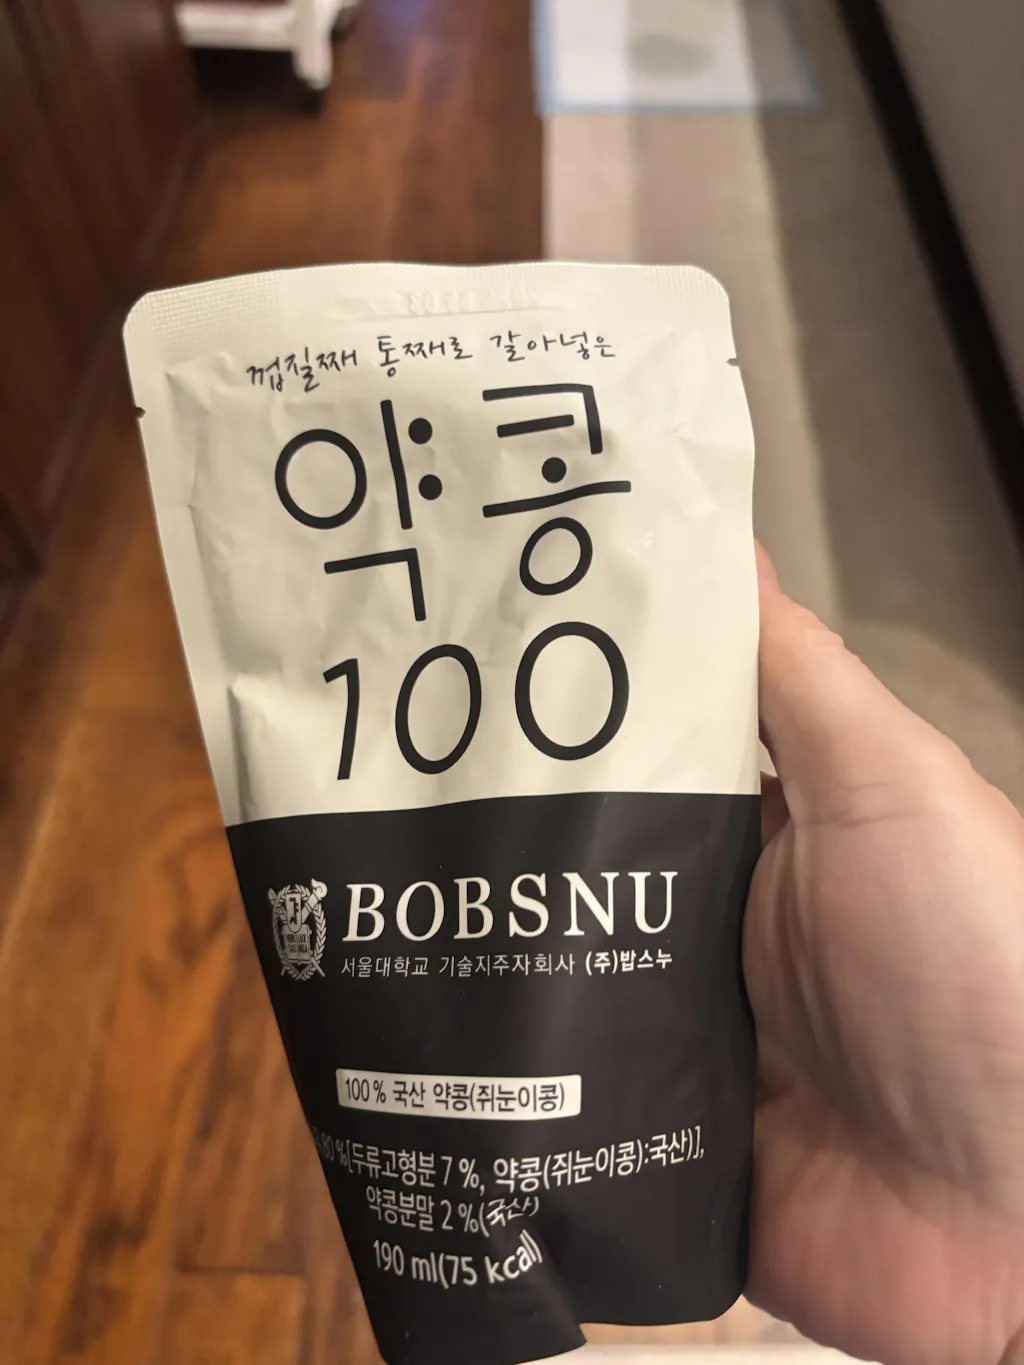 껍질째 통째로 갈아넣은
약콩
100
BOBSNU
서울대학교 기술지주자회사 (주)밥스누
100% 국산 약콩(쥐눈이콩)
80%[두류고형분 7%, 약콩(쥐눈이콩):국산)],
약콩분말 2%(국산)
190 ml(75 kcal)